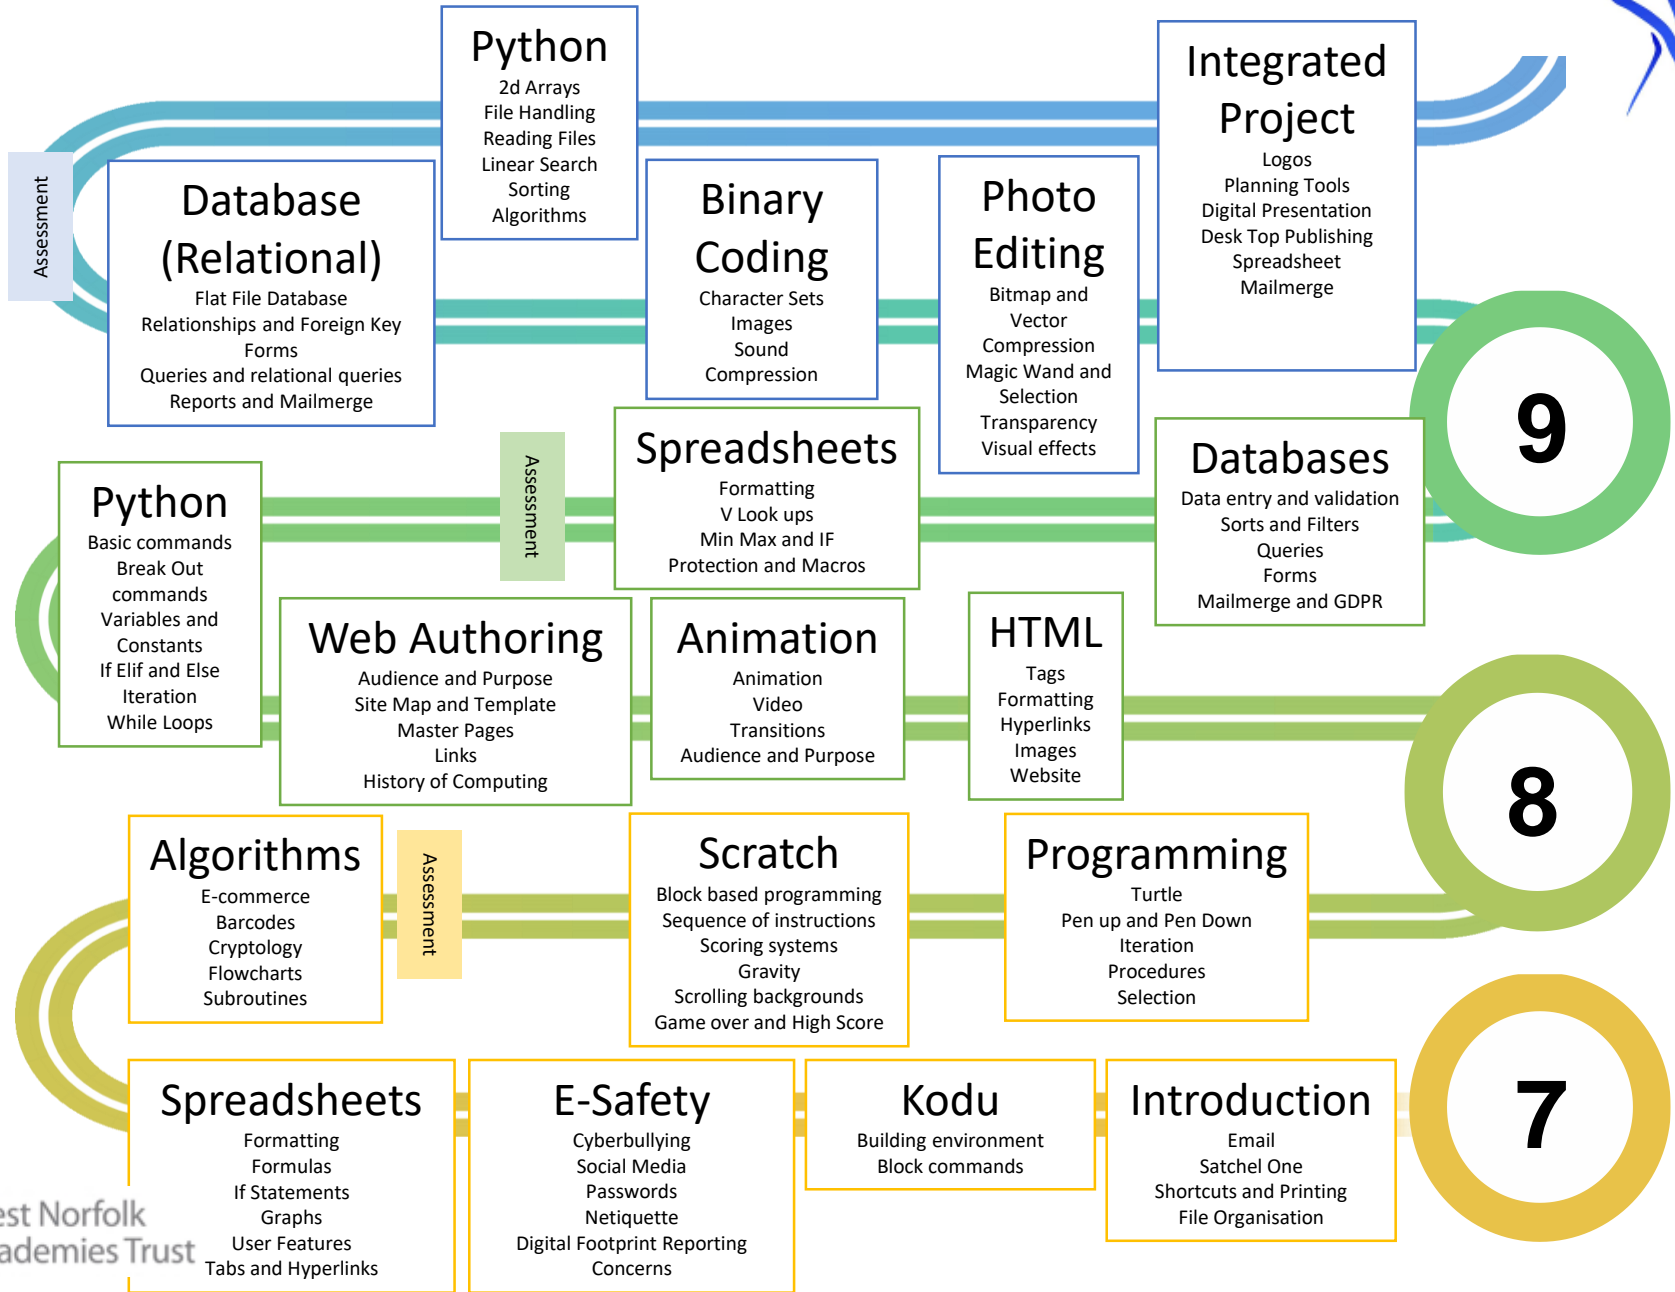 Python
2d Arrays
File Handling
Reading Files
Linear Search
Sorting
Algorithms
Integrated
Project
Logos
Planning Tools
Digital Presentation
Desk Top Publishing
Spreadsheet
Mailmerge
Assessment
Database
(Relational)
Flat File Database
Relationships and Foreign Key
Forms
Queries and relational queries
Reports and Mailmerge
Binary
Coding
Character Sets
Images
Sound
Compression
Photo
Editing
Bitmap and
Vector
Compression
Magic Wand and
Selection
Transparency
Visual effects
9
Python
Basic commands
Break Out
commands
Variables and
Constants
If Elif and Else
Iteration
While Loops
Assessment
Spreadsheets
Formatting
V Look ups
Min Max and IF
Protection and Macros
Databases
Data entry and validation
Sorts and Filters
Queries
Forms
Mailmerge and GDPR
Web Authoring
Audience and Purpose
Site Map and Template
Master Pages
Links
History of Computing
Animation
Animation
Video
Transitions
Audience and Purpose
HTML
Tags
Formatting
Hyperlinks
Images
Website
8
Algorithms
E-commerce
Barcodes
Cryptology
Flowcharts
Subroutines
Assessment
Scratch
Block based programming
Sequence of instructions
Scoring systems
Gravity
Scrolling backgrounds
Game over and High Score
Programming
Turtle
Pen up and Pen Down
Iteration
Procedures
Selection
Spreadsheets
Formatting
Formulas
If Statements
Graphs
User Features
Tabs and Hyperlinks
E-Safety
Cyberbullying
Social Media
Passwords
Netiquette
Digital Footprint Reporting
Concerns
Kodu
Building environment
Block commands
Introduction
Email
Satchel One
Shortcuts and Printing
File Organisation
7
est Norfolk
ademies Trust